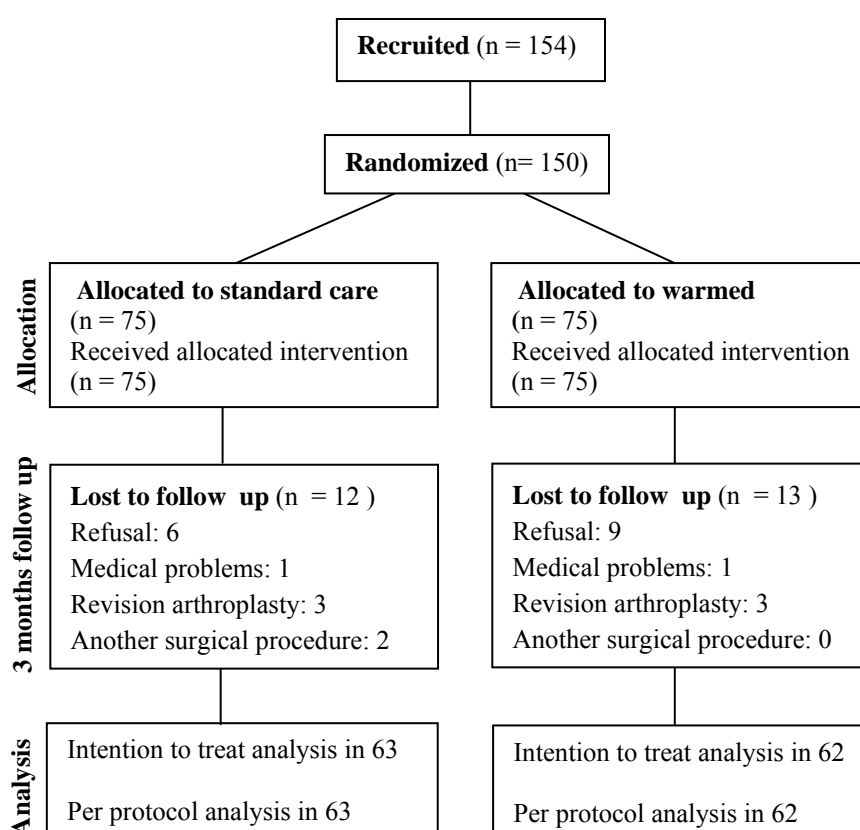 Recruited (n = 154)
Randomized (n= 150)
Allocation
Allocated to standard care
(n = 75)
Received allocated intervention
(n = 75)
Allocated to warmed
(n = 75)
Received allocated intervention
(n = 75)
3 months follow up
Lost to follow up (n = 12 )
Refusal: 6
Medical problems: 1
Revision arthroplasty: 3
Another surgical procedure: 2
Lost to follow up (n = 13 )
Refusal: 9
Medical problems: 1
Revision arthroplasty: 3
Another surgical procedure: 0
Analysis
Intention to treat analysis in 63
Per protocol analysis in 63
Intention to treat analysis in 62
Per protocol analysis in 62